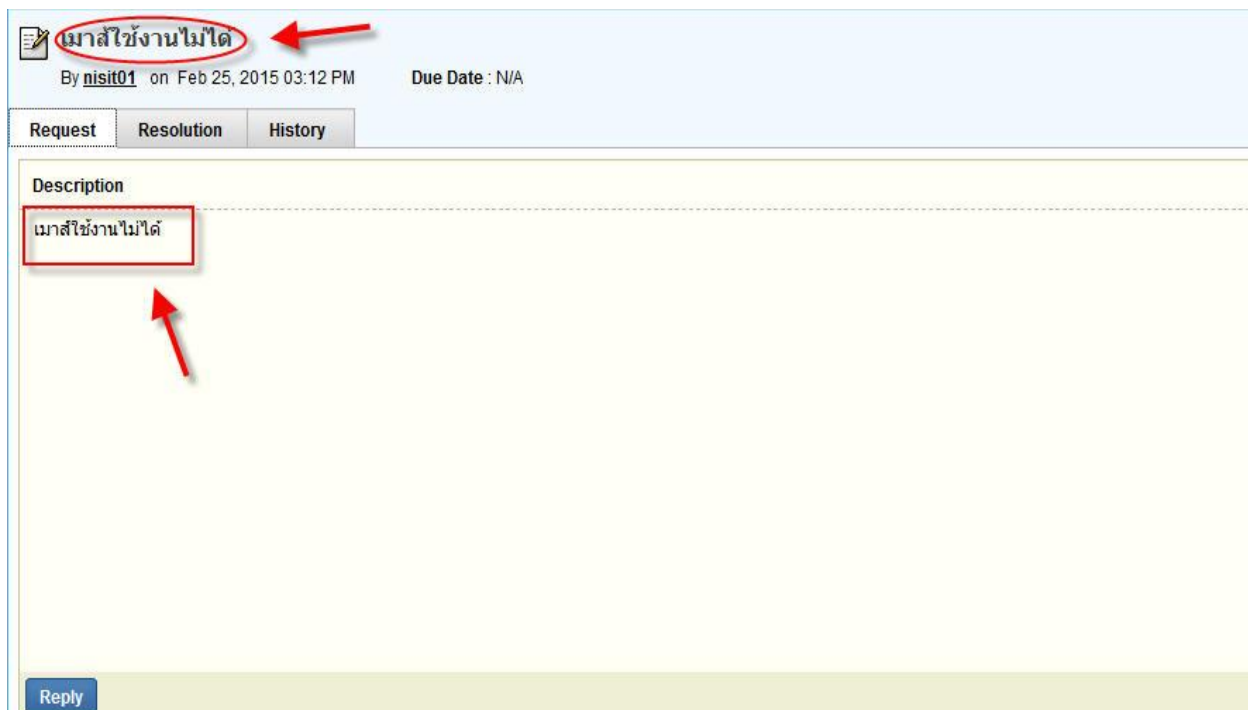 เมาส์ใช้งานไม่ได้
By nisit01 on Feb 25, 2015 03:12 PM Due Date : N/A
Request Resolution History
Description
เมาส์ใช้งานไม่ได้
Reply